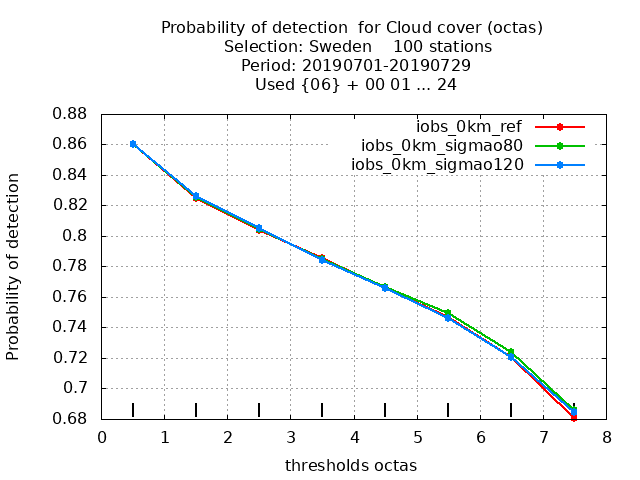 Probability of detection  for Cloud cover (octas)
Selection: Sweden    100 stations
Period: 20190701-20190729
Used {06} + 00 01 ... 24
iobs_0km_ref
iobs_0km_sigmao80
iobs_0km_sigmao120
Probability of detection
0.88
0.86
0.84
0.82
0.8
0.78
0.76
0.74
0.72
0.7
0.68
0 1 2 3 4 5 6 7 8
thresholds octas